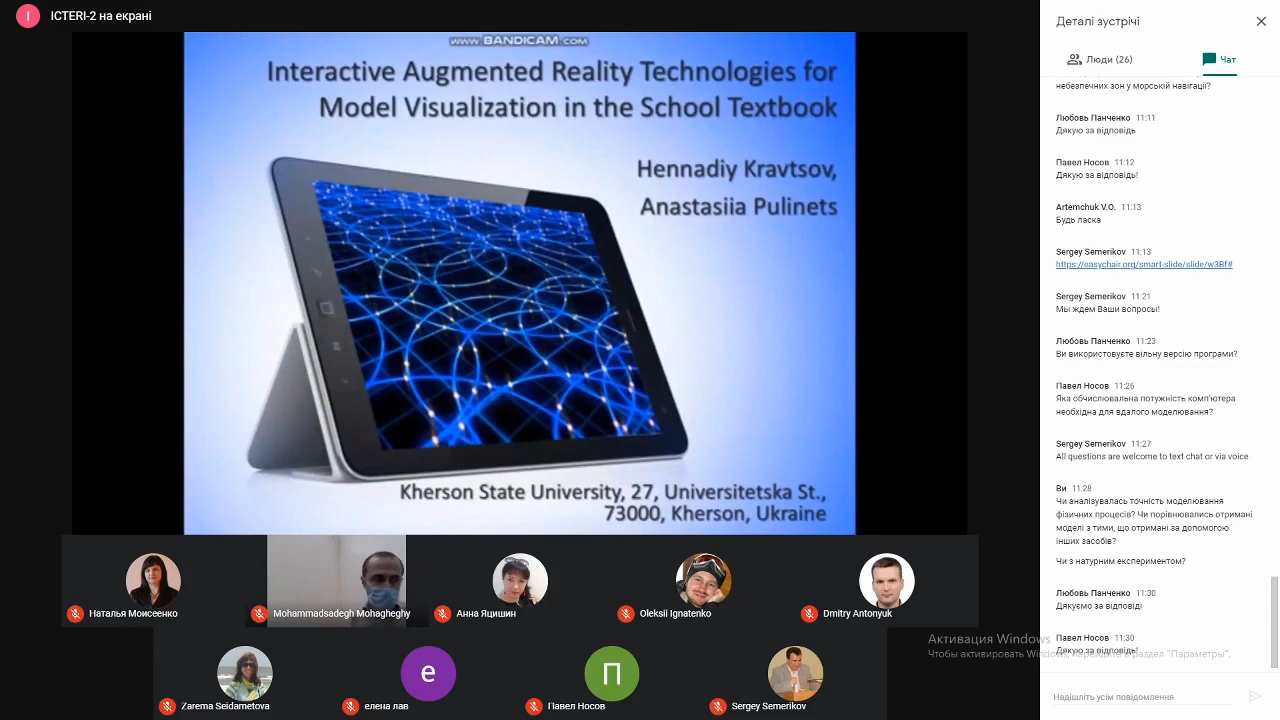 І
ICTERI-2 на екрані
www.BANDICAM.com
Interactive Augmented Reality Technologies for
Model Visualization in the School Textbook
Hennadiy Kravtsov,
Anastasiia Pulinets
Kherson State University, 27, Universitetska St.,
73000, Kherson, Ukraine
Наталья Моисеенко
Mohammadsadegh Mohagheghy
Анна Яцишин
Oleksii Ignatenko
Dmitry Antonyuk
Zarema Seidametova
е
елена лав
П
Павел Носов
Sergey Semerikov
Деталі зустрічі
Люди (26)
Чат
небезпечних зон у морській навігації?
Любовь Панченко 11:11
Дякую за відповідь
Павел Носов 11:12
Дякую за відповідь!
Artemchuk V.O. 11:13
Будь ласка
Sergey Semerikov 11:13
https://easychair.org/smart-slide/slide/w3Bf#
Sergey Semerikov 11:21
Мы ждем Ваши вопросы!
Любовь Панченко 11:23
Ви використовуєте вільну версію програми?
Павел Носов 11:26
Яка обчислювальна потужність комп'ютера
необхідна для вдалого моделювання?
Sergey Semerikov 11:27
All questions are welcome to text chat or via voice
Ви 11:28
Чи аналізувалась точність моделювання
фізичних процесів? Чи порівнювались отримані
моделі з тими, що отримані за допомогою
інших засобів?
Чи з натурним експериментом?
Любовь Панченко 11:30
Дякуємо за відповіді
Павел Носов 11:30
Дякую за відповідь!
Активация Windows
Чтобы активировать Windows, перейдите в раздел "Параметры".
Надішліть усім повідомлення